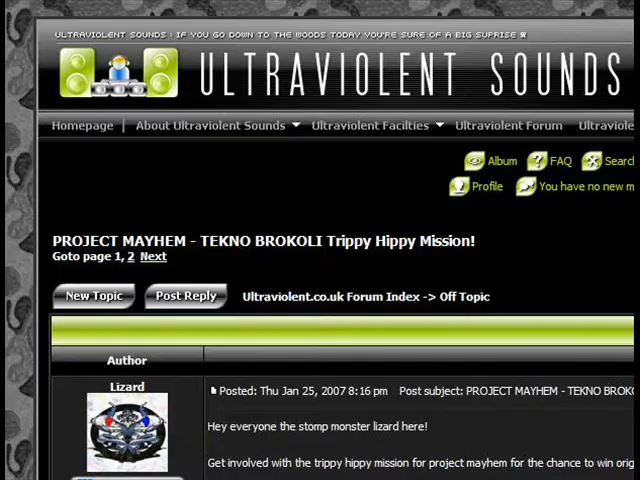 ULTRAVIOLENT SOUNDS : IF YOU GO DOWN TO THE WOODS TODAY YOU'RE SURE OF A BIG SUPRISE
ULTRAVIOLENT SOUNDS
Homepage | About Ultraviolent Sounds Ultraviolent Facilties Ultraviolent Forum Ultraviole
Album FAQ Search
Profile You have no new m
PROJECT MAYHEM - TEKNO BROKOLI Trippy Hippy Mission!
Goto page 1, 2 Next
New Topic Post Reply Ultraviolent.co.uk Forum Index -> Off Topic
Author
Lizard
Posted: Thu Jan 25, 2007 8:16 pm Post subject: PROJECT MAYHEM - TEKNO BROKO
Hey everyone the stomp monster lizard here!
Get involved with the trippy hippy mission for project mayhem for the chance to win orig